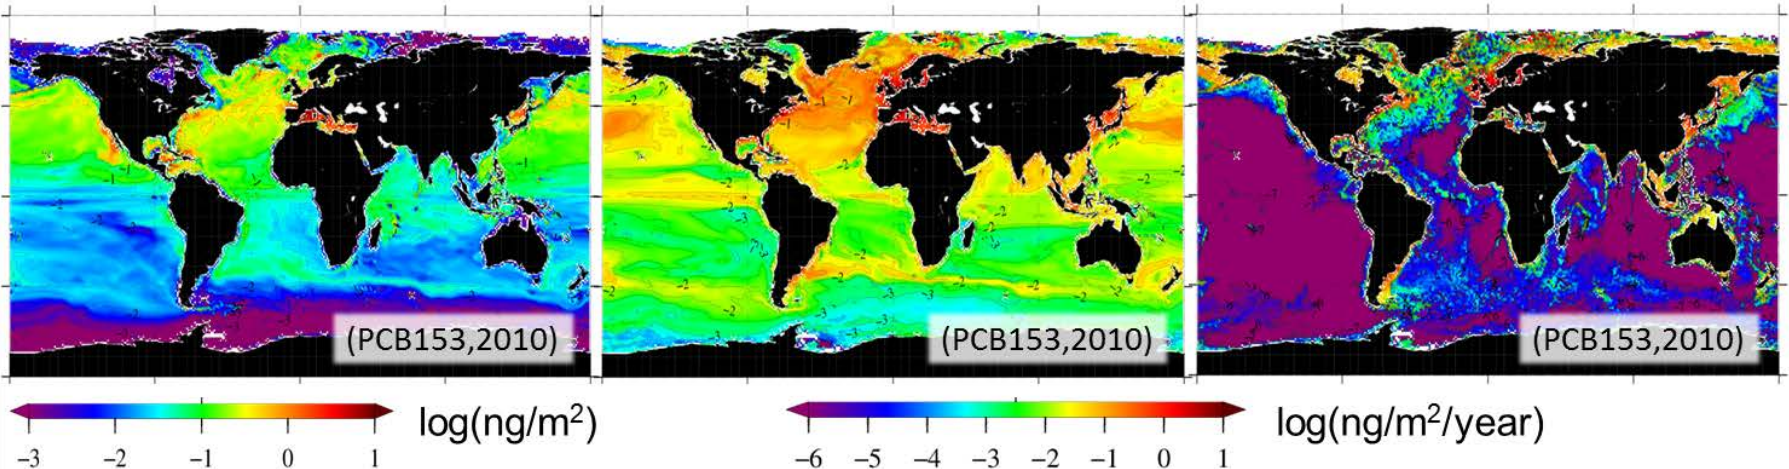 (PCB153,2010) (PCB153,2010) (PCB153,2010)
log(ng/m²) log(ng/m²/year)
−3 −2 −1 0 1 −6 −5 −4 −3 −2 −1 0 1